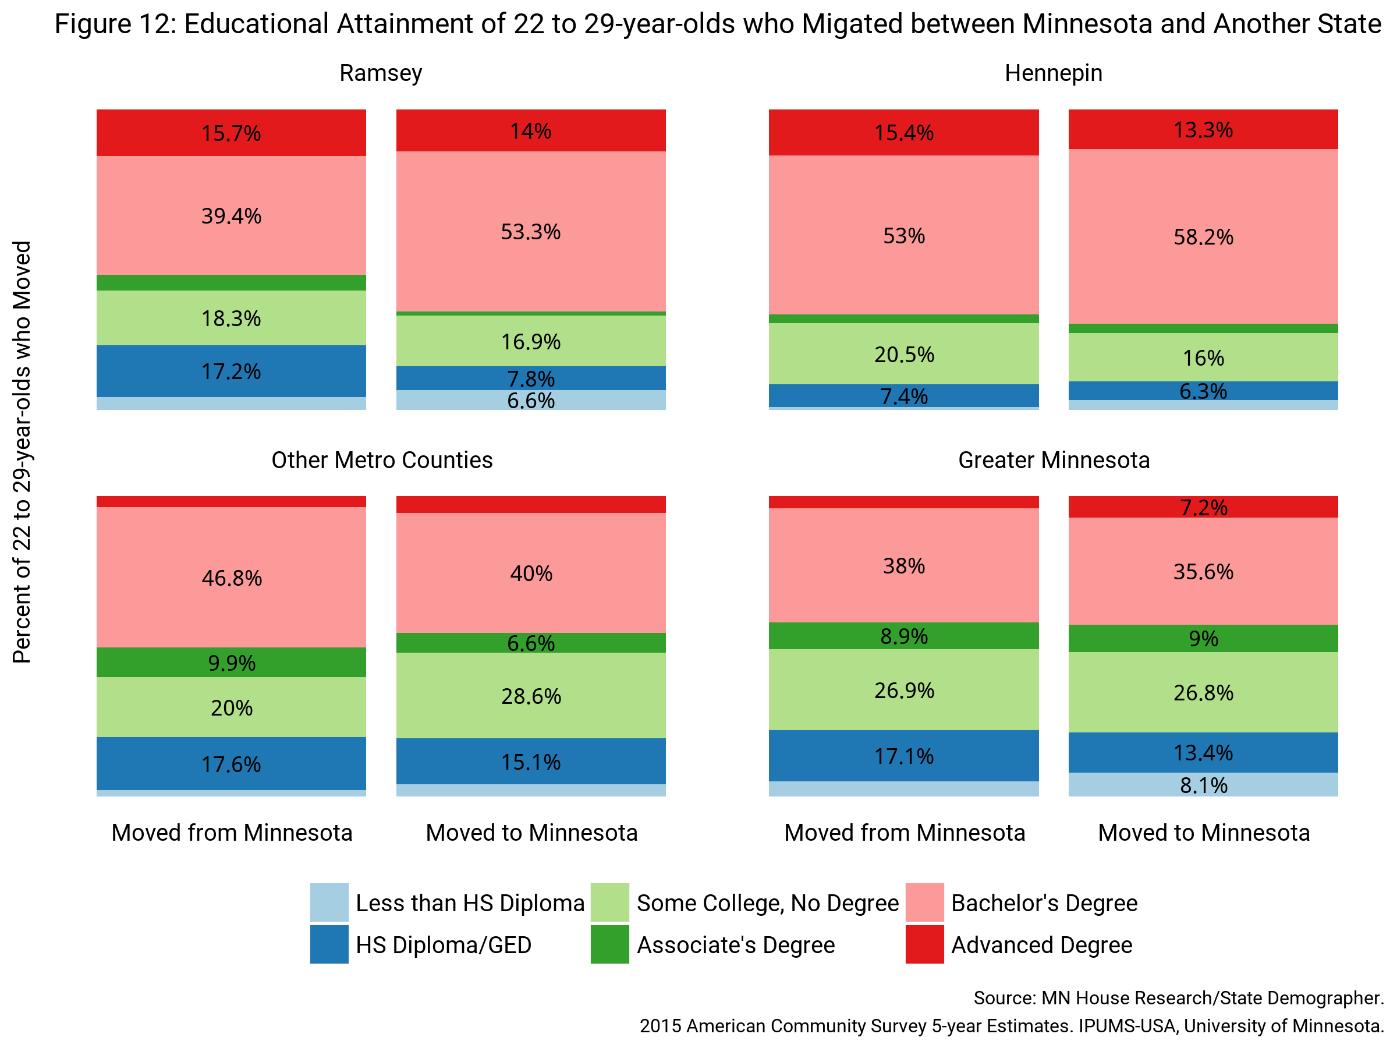 Figure 12: Educational Attainment of 22 to 29-year-olds who Migated between Minnesota and Another State
Percent of 22 to 29-year-olds who Moved
Ramsey
15.7%
39.4%
18.3%
17.2%
14%
53.3%
16.9%
7.8%
6.6%
Hennepin
15.4%
53%
20.5%
7.4%
13.3%
58.2%
16%
6.3%
Other Metro Counties
46.8%
9.9%
20%
17.6%
40%
6.6%
28.6%
15.1%
Greater Minnesota
38%
8.9%
26.9%
17.1%
7.2%
35.6%
9%
26.8%
13.4%
8.1%
Moved from Minnesota
Moved to Minnesota
Moved from Minnesota
Moved to Minnesota
Less than HS Diploma
Some College, No Degree
Bachelor's Degree
HS Diploma/GED
Associate's Degree
Advanced Degree
Source: MN House Research/State Demographer.
2015 American Community Survey 5-year Estimates. IPUMS-USA, University of Minnesota.